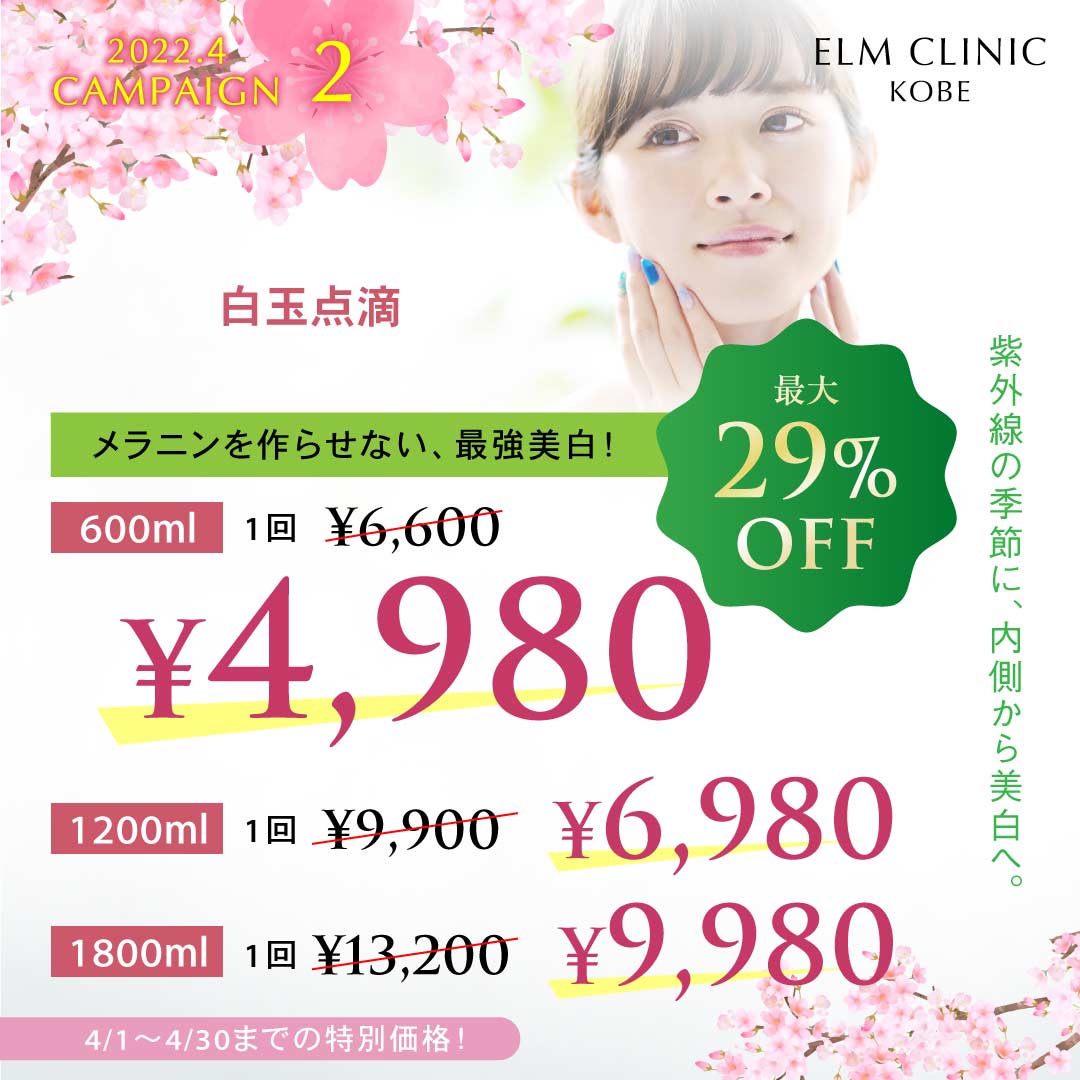 2022.4
CAMPAIGN 2
ELM CLINIC
KOBE
白玉点滴
メラニンを作らせない、最強美白！
最大
29%
OFF
紫外線の季節に、内側から美白へ。
600ml 1回 ¥6,600
¥4,980
1200ml 1回 ¥9,900 ¥6,980
1800ml 1回 ¥13,200 ¥9,980
4/1〜4/30までの特別価格！